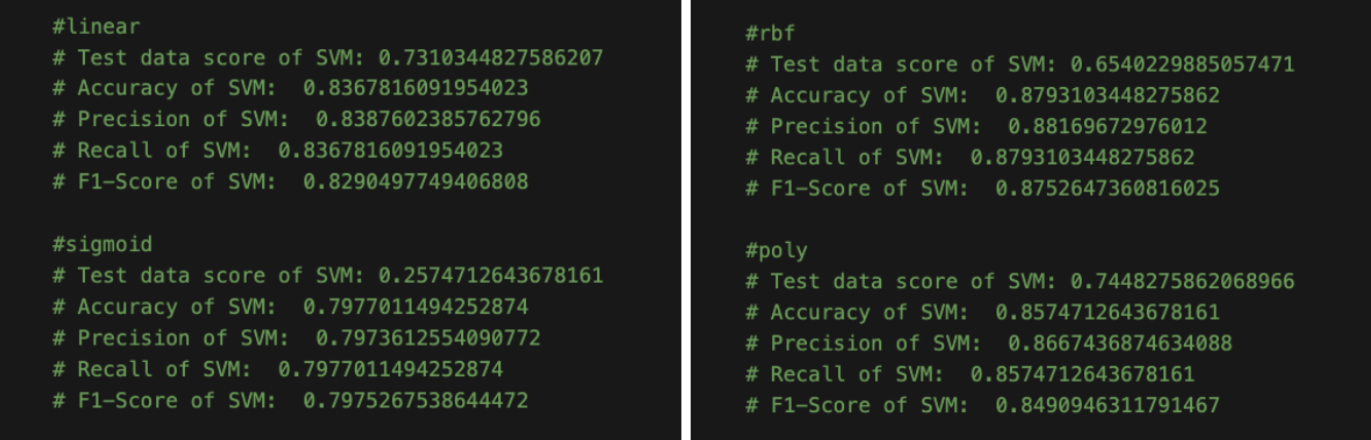 #linear
# Test data score of SVM: 0.7310344827586207
# Accuracy of SVM:  0.8367816091954023
# Precision of SVM:  0.8387602385762796
# Recall of SVM:  0.8367816091954023
# F1-Score of SVM:  0.8290497749406808
#sigmoid
# Test data score of SVM: 0.2574712643678161
# Accuracy of SVM:  0.7977011494252874
# Precision of SVM:  0.7973612554090772
# Recall of SVM:  0.7977011494252874
# F1-Score of SVM:  0.7975267538644472
#rbf
# Test data score of SVM: 0.6540229885057471
# Accuracy of SVM:  0.8793103448275862
# Precision of SVM:  0.88169672976012
# Recall of SVM:  0.8793103448275862
# F1-Score of SVM:  0.8752647360816025
#poly
# Test data score of SVM: 0.7448275862068966
# Accuracy of SVM:  0.8574712643678161
# Precision of SVM:  0.8667436874634088
# Recall of SVM:  0.8574712643678161
# F1-Score of SVM:  0.8490946311791467